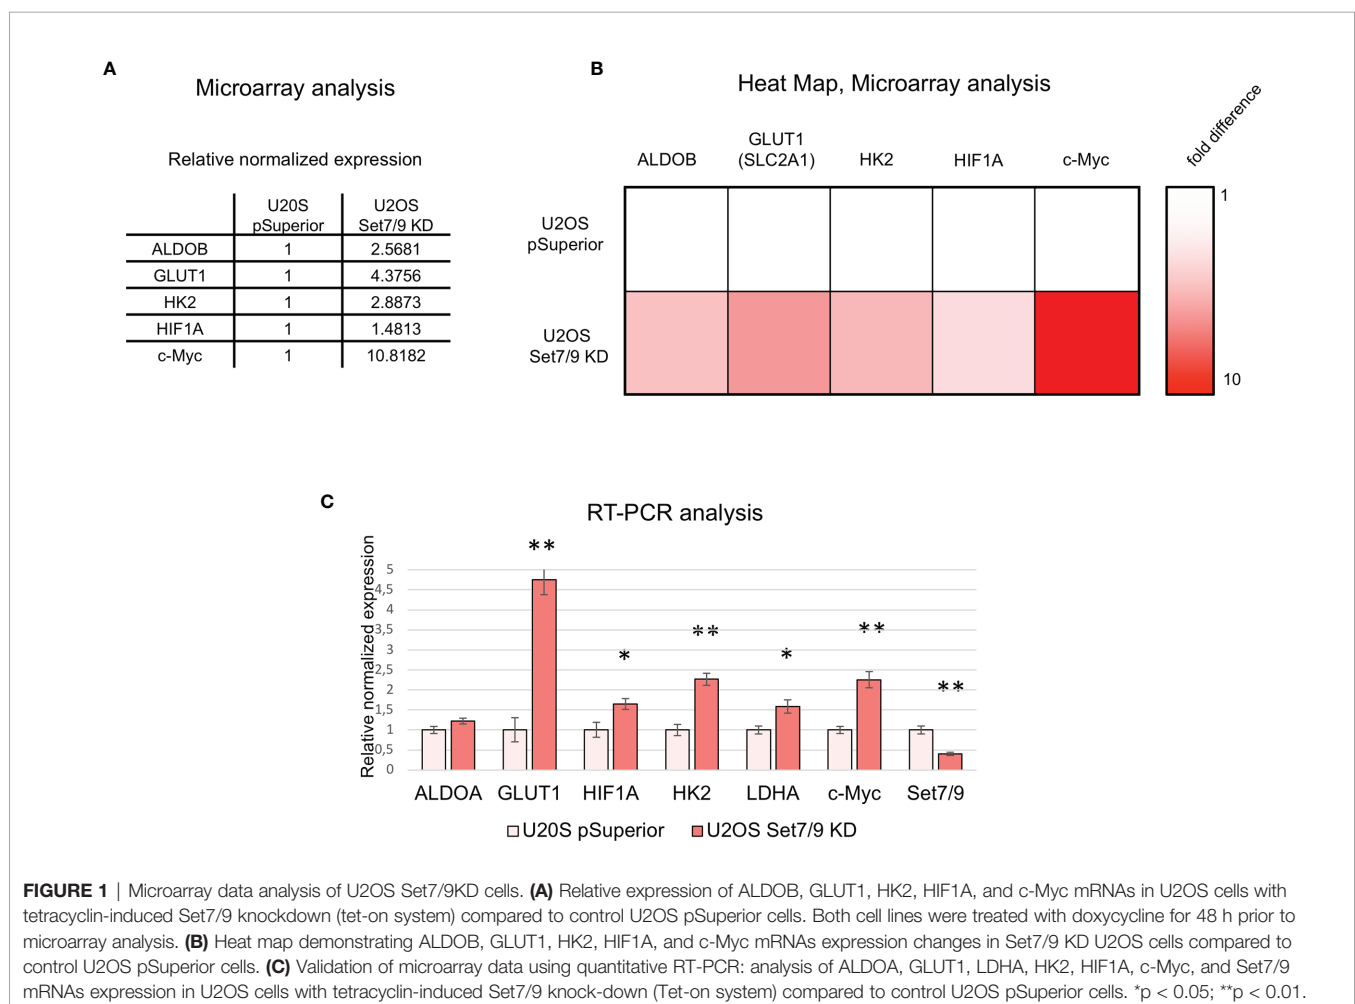 A
Microarray analysis
Relative normalized expression
U20S pSuperior
U2OS Set7/9 KD
ALDOB 1 2.5681
GLUT1 1 4.3756
HK2 1 2.8873
HIF1A 1 1.4813
c-Myc 1 10.8182
B
Heat Map, Microarray analysis
fold difference
ALDOB
GLUT1
(SLC2A1)
HK2
HIF1A
c-Myc
U2OS
pSuperior
U2OS
Set7/9 KD
1
10
C
RT-PCR analysis
Relative normalized expression
5
4,5
4
3,5
3
2,5
2
1,5
1
0,5
0
**
*
**
*
**
**
ALDOA GLUT1 HIF1A HK2 LDHA c-Myc Set7/9
U20S pSuperior U2OS Set7/9 KD
FIGURE 1 | Microarray data analysis of U2OS Set7/9KD cells. (A) Relative expression of ALDOB, GLUT1, HK2, HIF1A, and c-Myc mRNAs in U2OS cells with
tetracyclin-induced Set7/9 knockdown (tet-on system) compared to control U2OS pSuperior cells. Both cell lines were treated with doxycycline for 48 h prior to
microarray analysis. (B) Heat map demonstrating ALDOB, GLUT1, HK2, HIF1A, and c-Myc mRNAs expression changes in Set7/9 KD U2OS cells compared to
control U2OS pSuperior cells. (C) Validation of microarray data using quantitative RT-PCR: analysis of ALDOA, GLUT1, LDHA, HK2, HIF1A, c-Myc, and Set7/9
mRNAs expression in U2OS cells with tetracyclin-induced Set7/9 knock-down (Tet-on system) compared to control U2OS pSuperior cells. *p < 0.05; **p < 0.01.